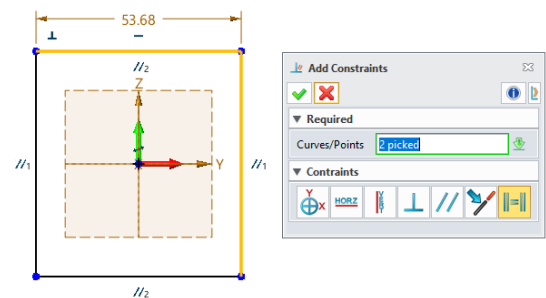 53.68
//2
Z
//1
Y
//1
//2
Add Constraints
Required
Curves/Points 2 picked
Contraints
Y
X
HORZ
VERT